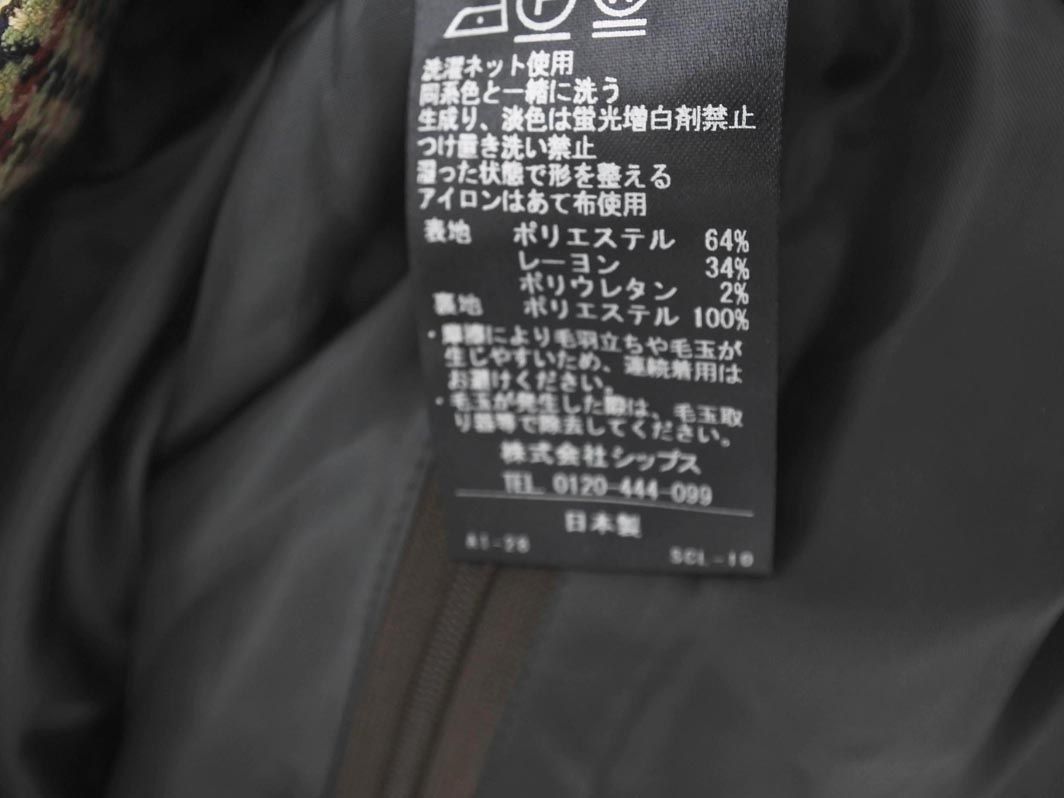 洗濯ネット使用
同系色と一緒に洗う
生成り、淡色は蛍光増白剤禁止
つけ置き洗い禁止
湿った状態で形を整える
アイロンはあて布使用
表地 ポリエステル 64%
レーヨン 34%
ポリウレタン 2%
裏地 ポリエステル 100%
・摩擦により毛羽立ちや毛玉が
生じやすいため、連続着用は
お避けください。
・毛玉が発生した際は、毛玉取
り器等で除去してください。
株式会社シップス
TEL 0120-444-099
日本製
A1-28 SCL-10